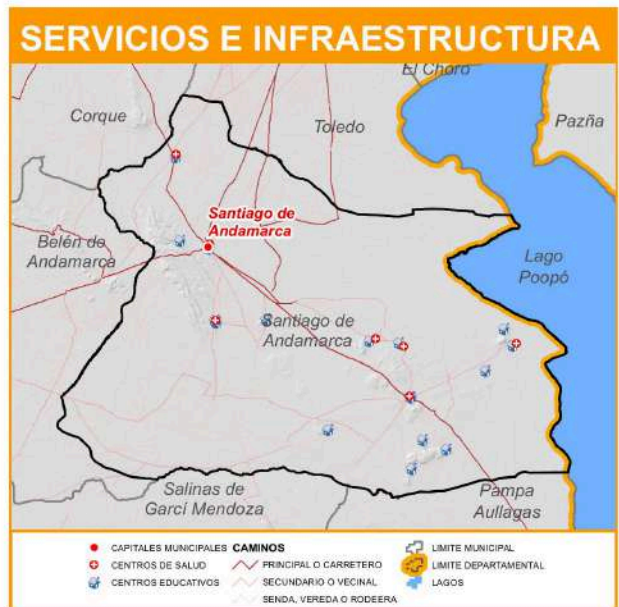 SERVICIOS E INFRAESTRUCTURA
El Choro
Corque
Toledo
Pazña
Santiago de
Andamarca
Belén de
Andamarca
Lago
Poopó
Santiago de
Andamarca
Salinas de
Garcí Mendoza
Pampa
Aullagas
CAPITALES MUNICIPALES
CENTROS DE SALUD
CENTROS EDUCATIVOS
CAMINOS
PRINCIPAL O CARRETERO
SECUNDARIO O VECINAL
SENDA, VEREDA O RODEERA
LIMITE MUNICIPAL
LIMITE DEPARTAMENTAL
LAGOS